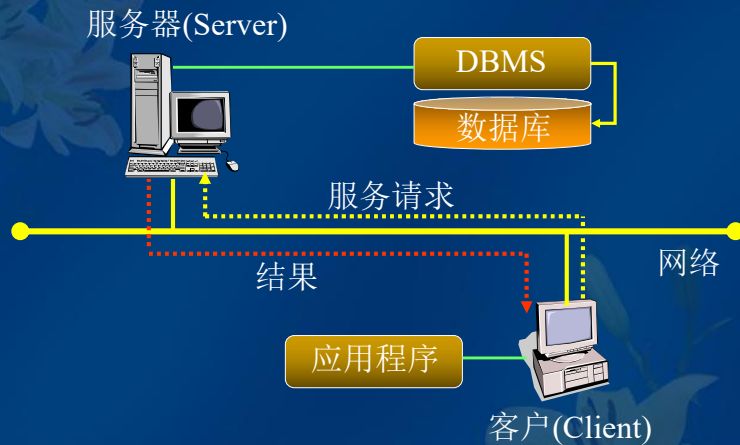 服务器(Server)
DBMS
数据库
服务请求
网络
结果
应用程序
客户(Client)